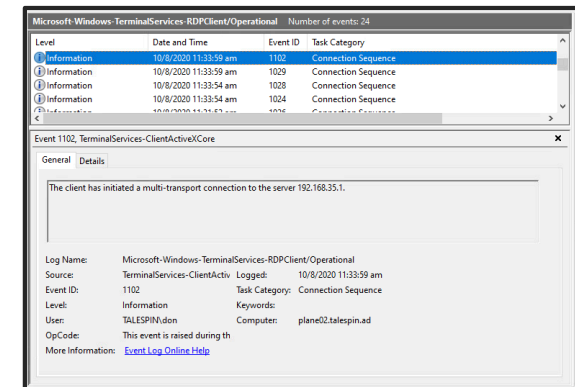 Microsoft-Windows-TerminalServices-RDPClient/Operational Number of events: 24
Level Date and Time Event ID Task Category
Information 10/8/2020 11:33:59 am 1102 Connection Sequence
Information 10/8/2020 11:33:59 am 1029 Connection Sequence
Information 10/8/2020 11:33:54 am 1028 Connection Sequence
Information 10/8/2020 11:33:54 am 1024 Connection Sequence
Event 1102, TerminalServices-ClientActiveXCore
General Details
The client has initiated a multi-transport connection to the server 192.168.35.1.
Log Name: Microsoft-Windows-TerminalServices-RDPClient/Operational
Source: TerminalServices-ClientActiv Logged: 10/8/2020 11:33:59 am
Event ID: 1102 Task Category: Connection Sequence
Level: Information Keywords:
User: TALESPIN\don Computer: plane02.talespin.ad
OpCode: This event is raised during th
More Information: Event Log Online Help